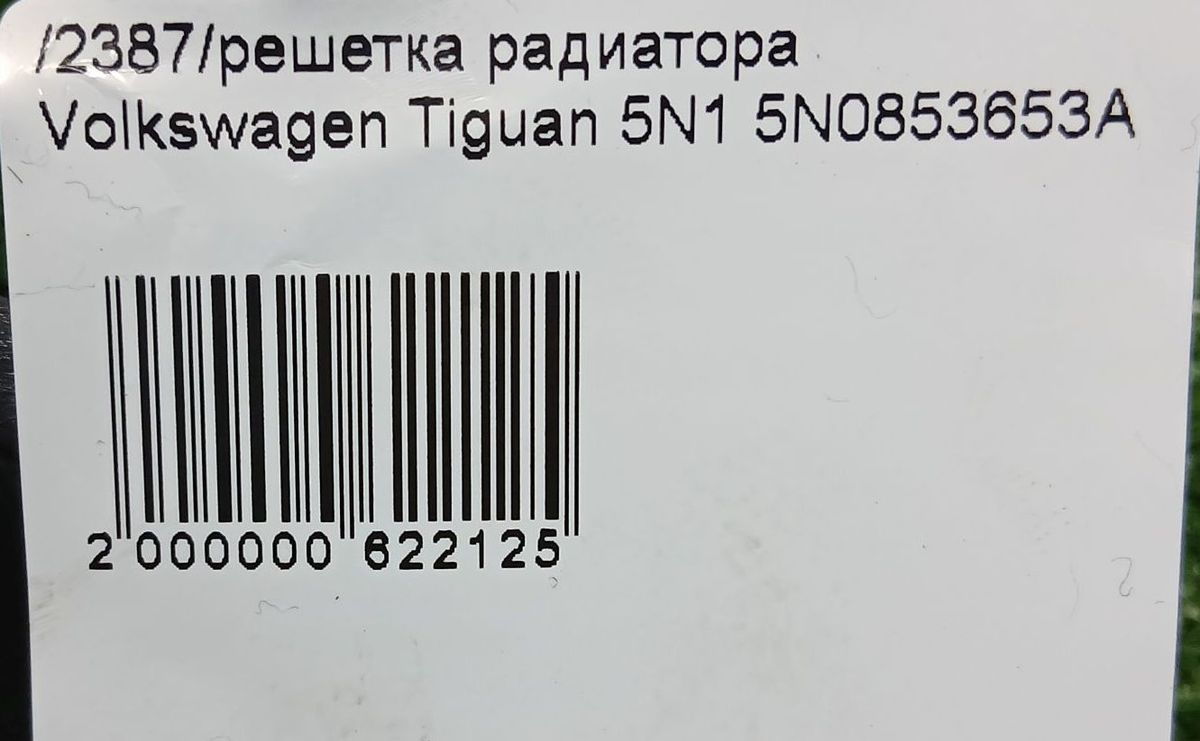 /2387/решетка радиатора
Volkswagen Tiguan 5N1 5N0853653A
2 000000 622125